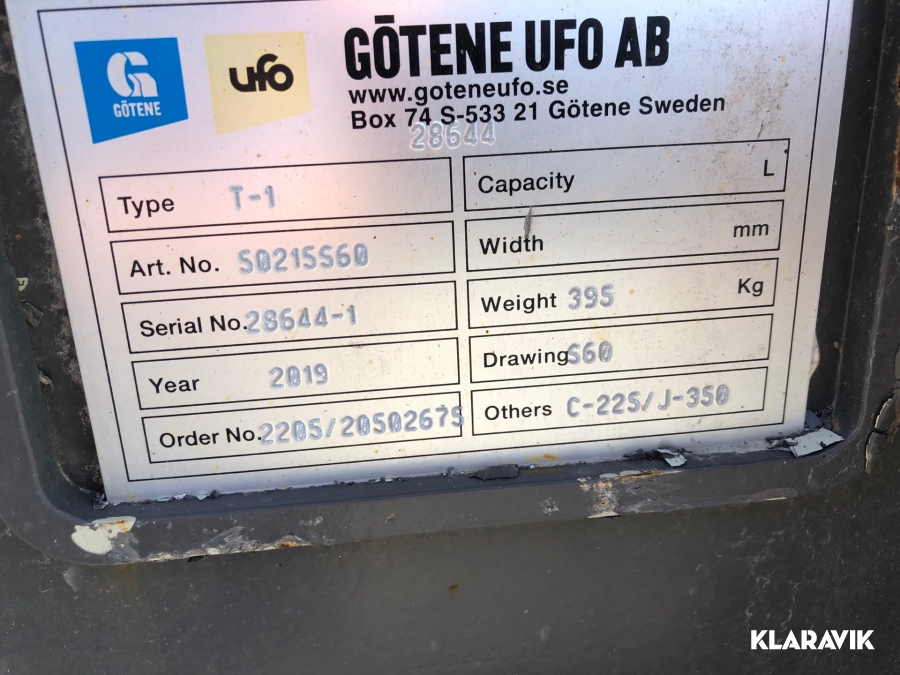 GÖTENE
ufo
GÖTENE UFO AB
www.goteneufo.se
Box 74 S-533 21 Götene Sweden
28644
Type T-1
Capacity L
Art. No. 50215S60
Width mm
Serial No. 28644-1
Weight 395 Kg
Year 2019
Drawing S60
Order No. 2205/20502675
Others C-225/J-350
KLARAVIK